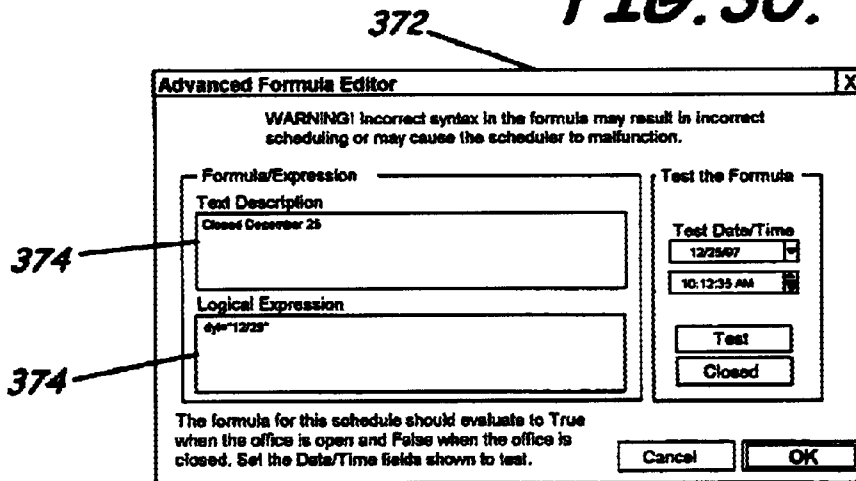 FIG. 30.
372
Advanced Formula Editor X
WARNING! Incorrect syntax in the formula may result in incorrect
scheduling or may cause the scheduler to malfunction.
Formula/Expression
Text Description
Closed December 25
374
Logical Expression
374
Test the Formula
Test Date/Time
12/25/97
10:12:35 AM
Test
Closed
The formula for this schedule should evaluate to True
when the office is open and False when the office is
closed. Set the Date/Time fields shown to test.
Cancel
OK